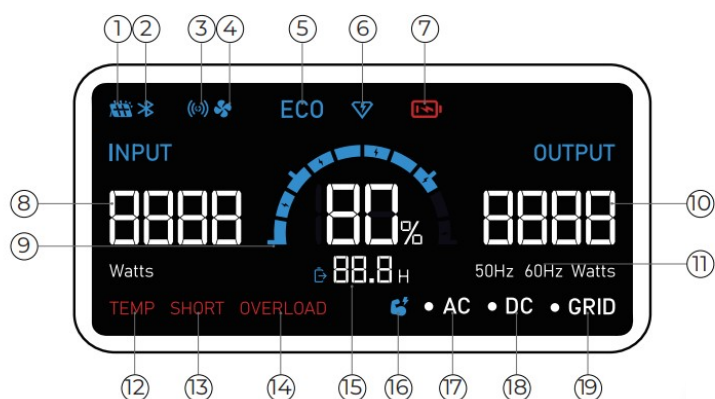 1 2 3 4 5 6 7
ECO
INPUT OUTPUT
8 8888 80% 8888 10
9 11
Watts 88.8 H 50Hz 60Hz Watts
TEMP SHORT OVERLOAD AC DC GRID
12 13 14 15 16 17 18 19